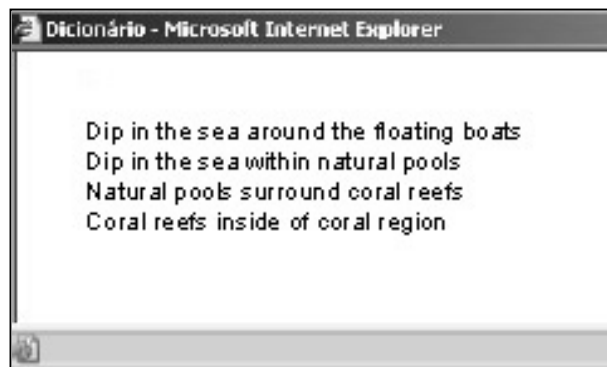 Dicionário - Microsoft Internet Explorer
Dip in the sea around the floating boats
Dip in the sea within natural pools
Natural pools surround coral reefs
Coral reefs inside of coral region